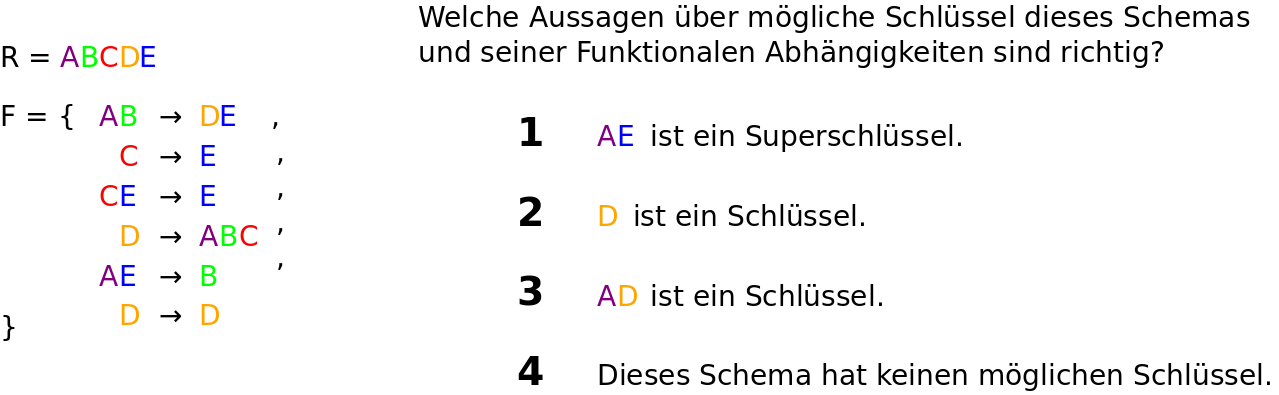 R = ABCDE
F = { AB → DE ,
C → E ,
CE → E ,
D → ABC ,
AE → B ,
D → D
}
Welche Aussagen über mögliche Schlüssel dieses Schemas
und seiner Funktionalen Abhängigkeiten sind richtig?
1 AE ist ein Superschlüssel.
2 D ist ein Schlüssel.
3 AD ist ein Schlüssel.
4 Dieses Schema hat keinen möglichen Schlüssel.